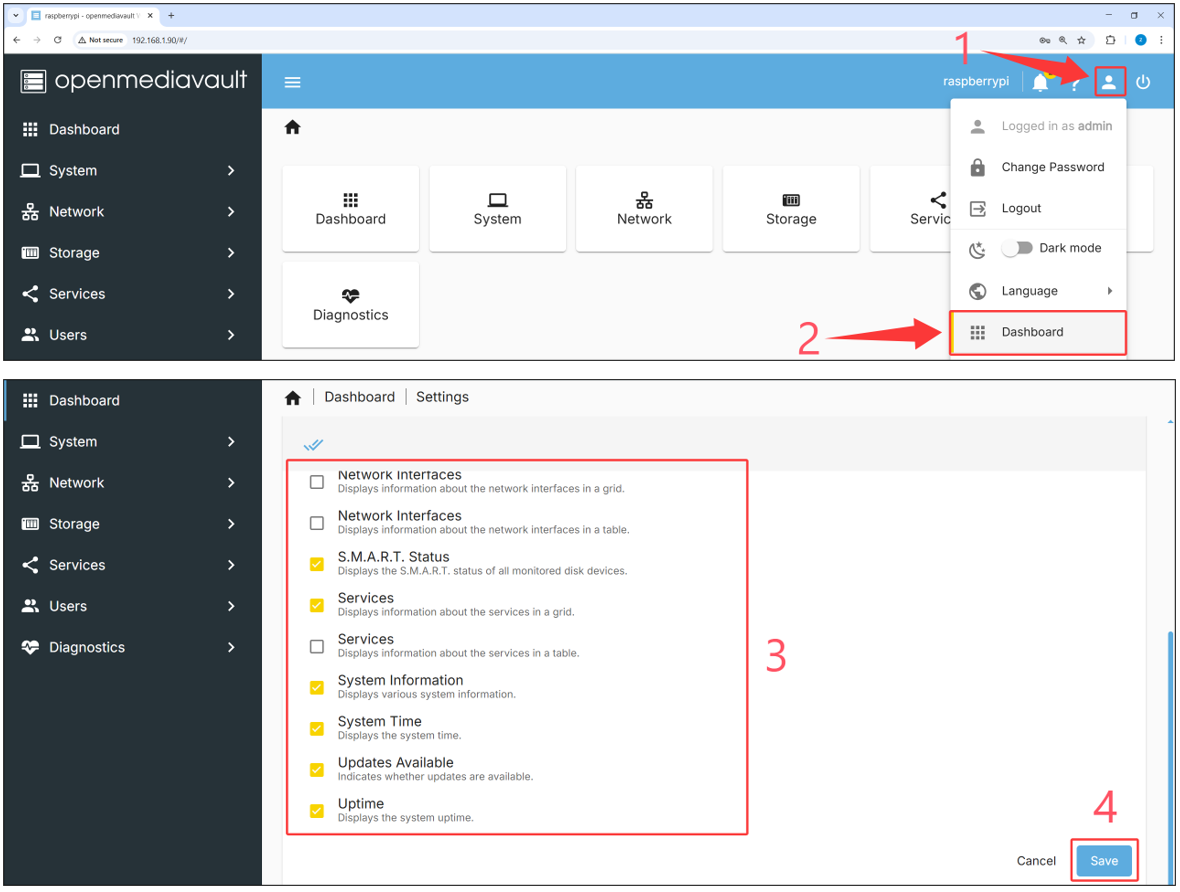 raspberrypi - openmediavault
Not secure 192.168.1.90/#/
1
openmediavault
raspberrypi
Dashboard
System
Network
Storage
Services
Users
Dashboard
System
Network
Storage
Servic
Diagnostics
Logged in as admin
Change Password
Logout
Dark mode
Language
2
Dashboard
Dashboard
System
Network
Storage
Services
Users
Diagnostics
Dashboard | Settings
Network Interfaces
Displays information about the network interfaces in a grid.
Network Interfaces
Displays information about the network interfaces in a table.
S.M.A.R.T. Status
Displays the S.M.A.R.T. status of all monitored disk devices.
Services
Displays information about the services in a grid.
Services
Displays information about the services in a table.
System Information
Displays various system information.
System Time
Displays the system time.
Updates Available
Indicates whether updates are available.
Uptime
Displays the system uptime.
3
4
Cancel
Save